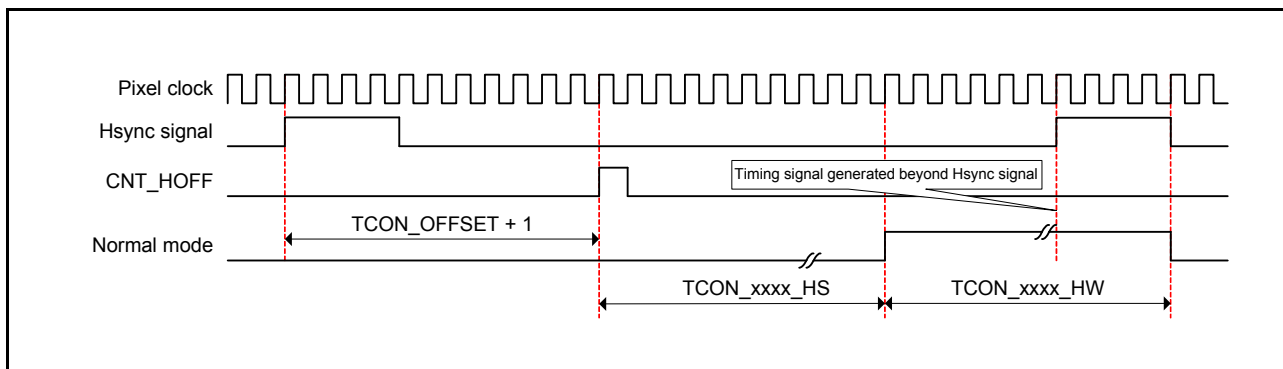 Pixel clock
Hsync signal
CNT_HOFF
Timing signal generated beyond Hsync signal
TCON_OFFSET + 1
Normal mode
TCON_xxxx_HS
TCON_xxxx_HW